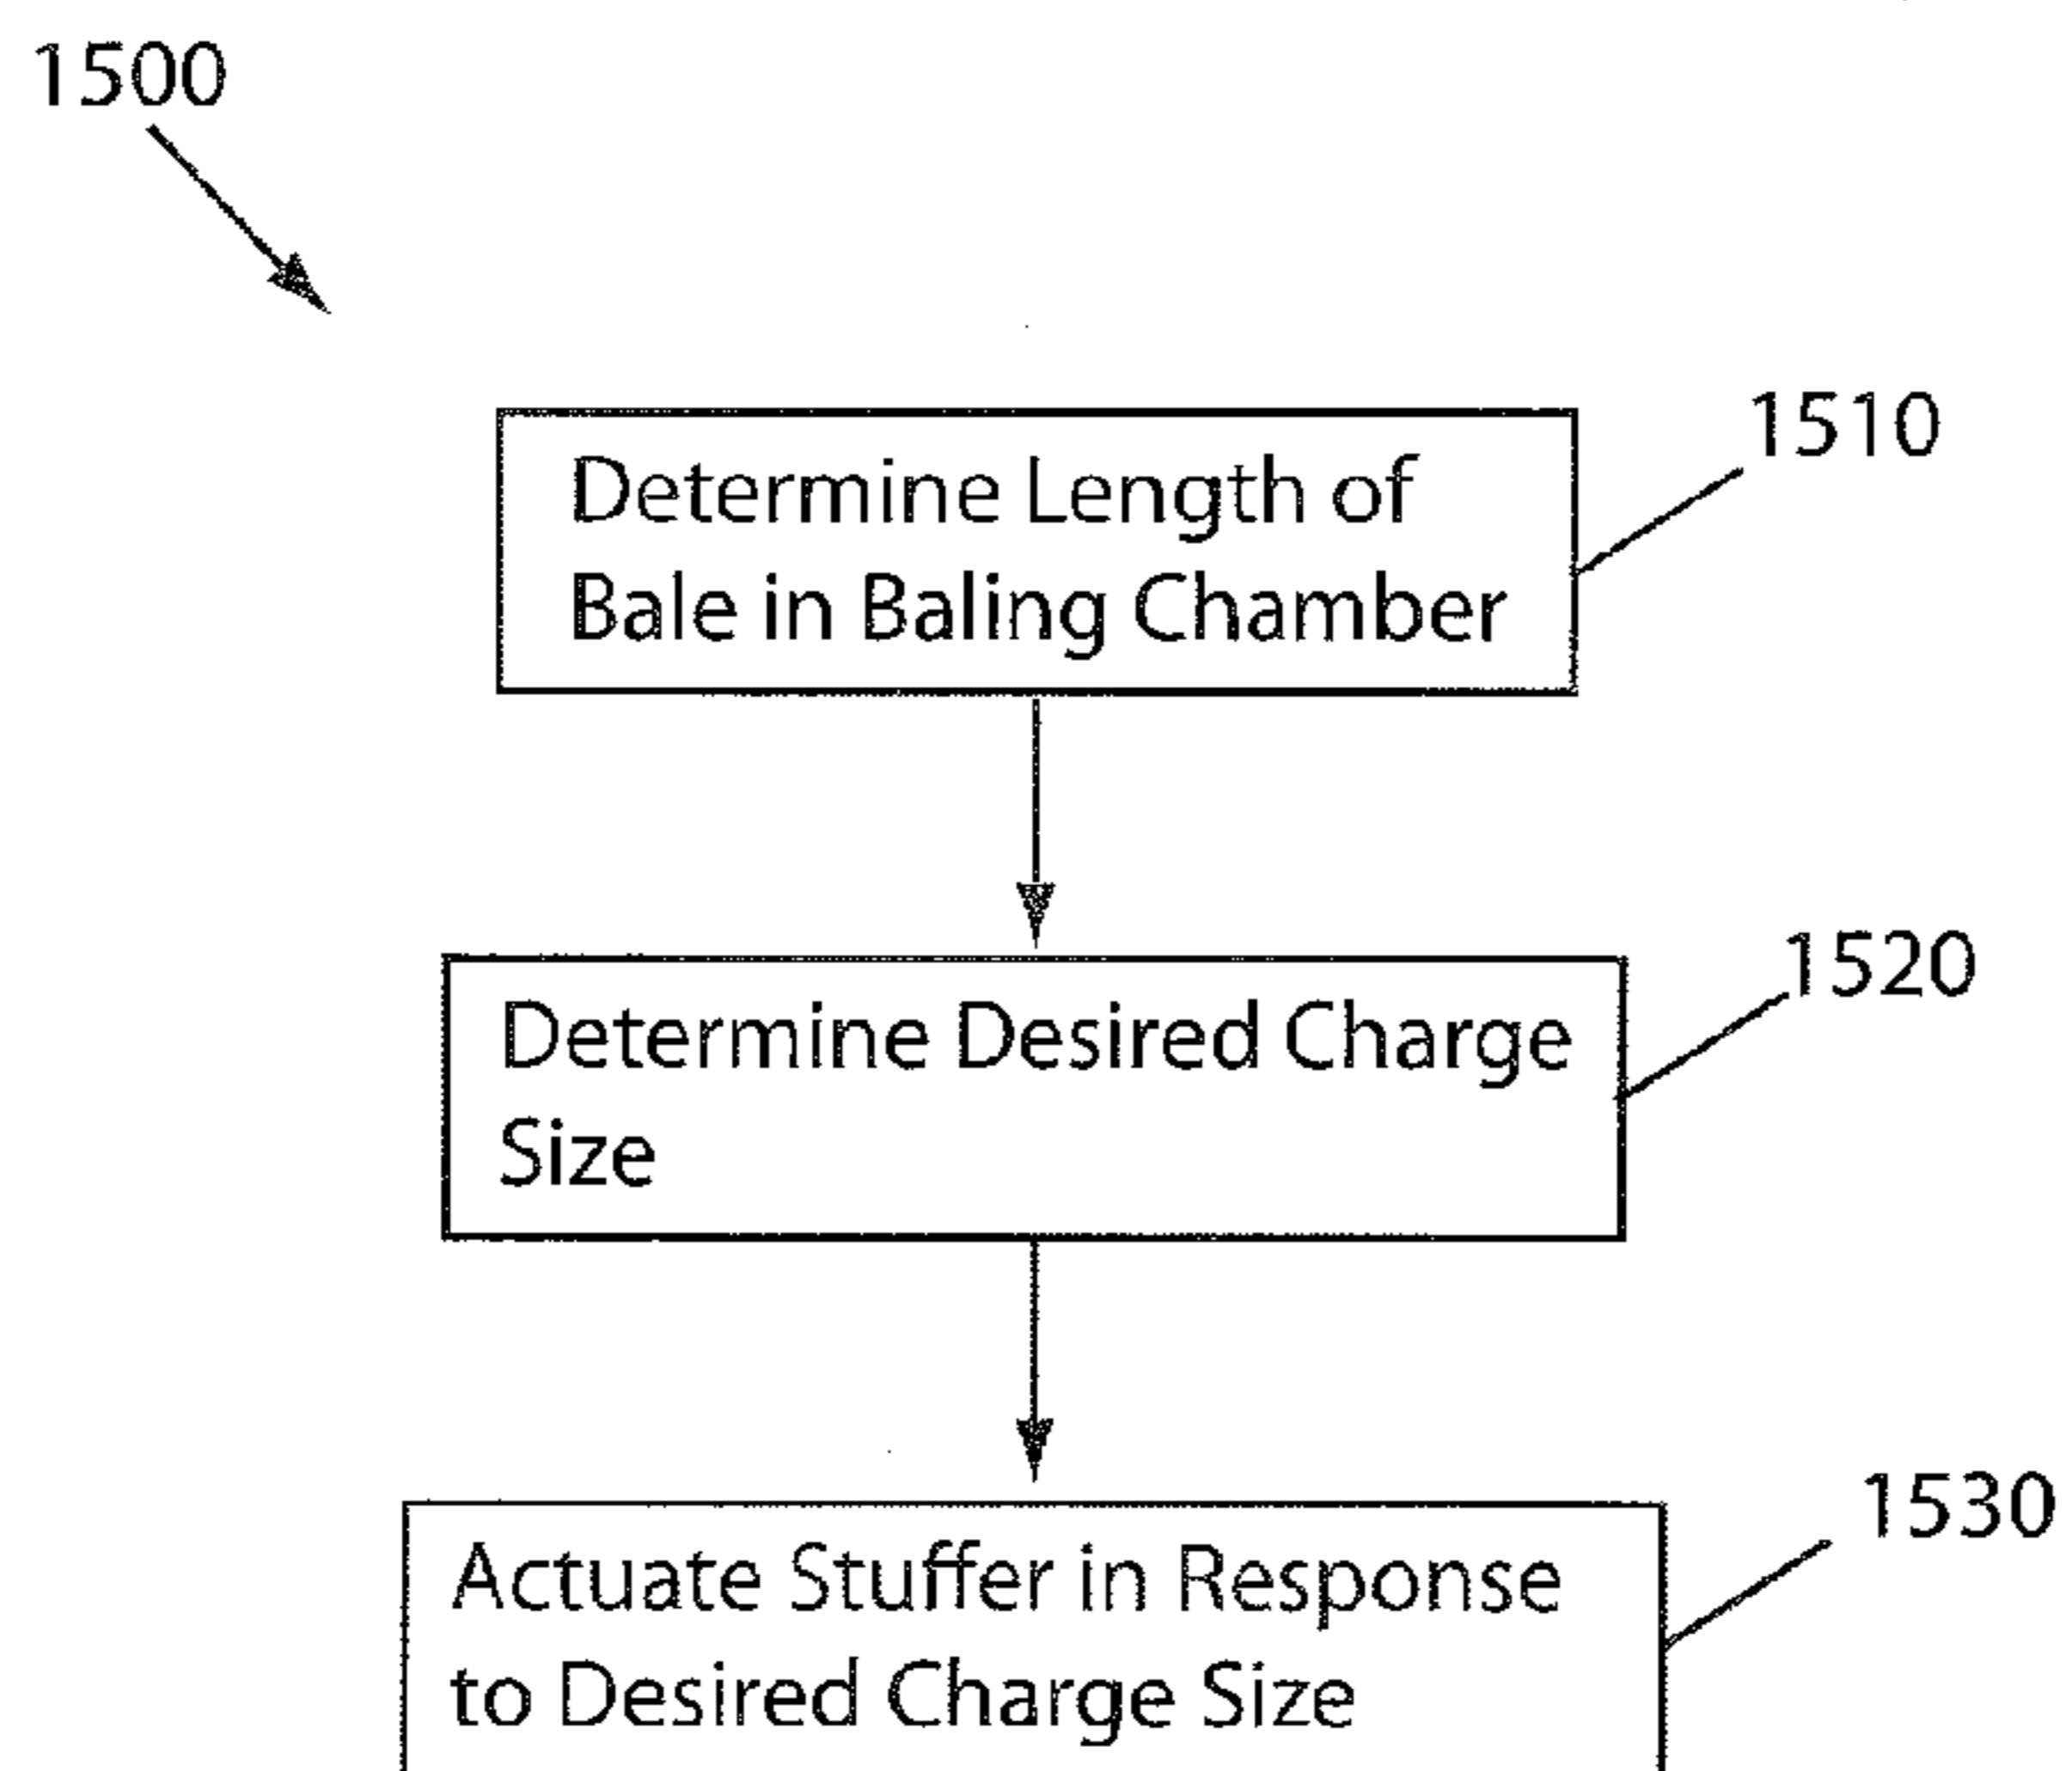 1500
1510
Determine Length of
Bale in Baling Chamber
1520
Determine Desired Charge
Size
1530
Actuate Stuffer in Response
to Desired Charge Size